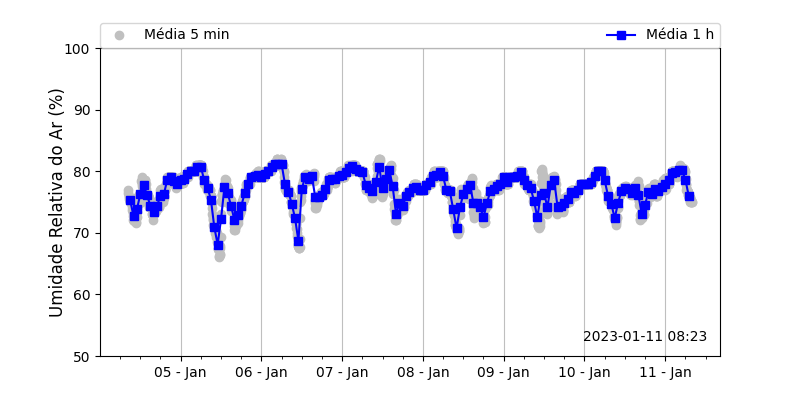 Média 5 min
Média 1 h
Umidade Relativa do Ar (%)
100
90
80
70
60
50
2023-01-11 08:23
05 - Jan
06 - Jan
07 - Jan
08 - Jan
09 - Jan
10 - Jan
11 - Jan